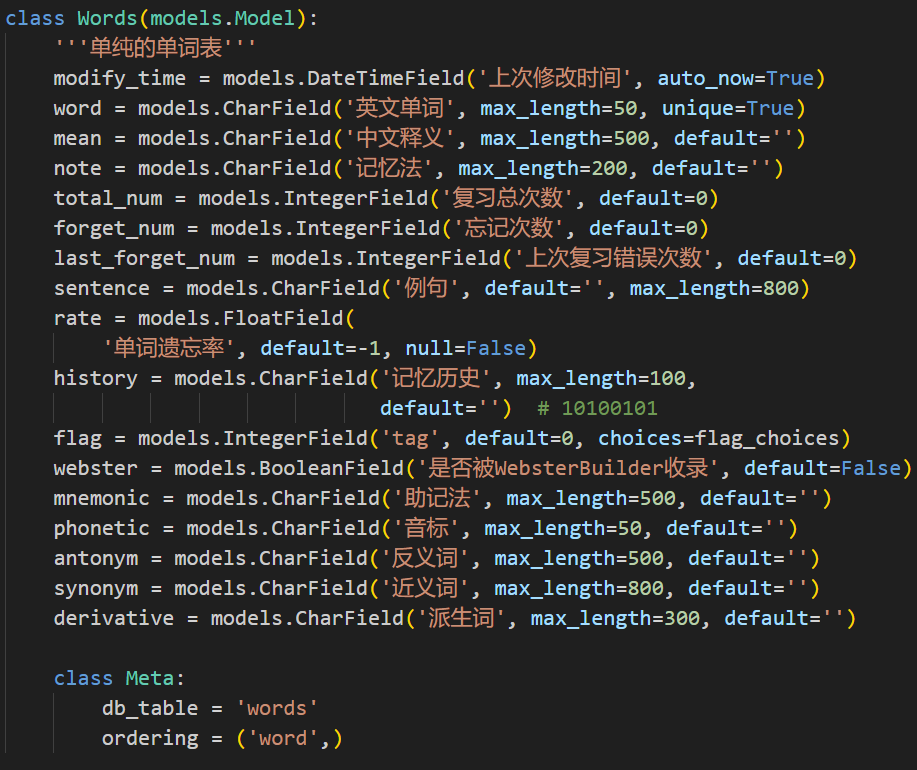 class Words(models.Model):
    '''单纯的单词表'''
    modify_time = models.DateTimeField('上次修改时间', auto_now=True)
    word = models.CharField('英文单词', max_length=50, unique=True)
    mean = models.CharField('中文释义', max_length=500, default='')
    note = models.CharField('记忆法', max_length=200, default='')
    total_num = models.IntegerField('复习总次数', default=0)
    forget_num = models.IntegerField('忘记次数', default=0)
    last_forget_num = models.IntegerField('上次复习错误次数', default=0)
    sentence = models.CharField('例句', default='', max_length=800)
    rate = models.FloatField(
        '单词遗忘率', default=-1, null=False)
    history = models.CharField('记忆历史', max_length=100,
                               default='')  # 10100101
    flag = models.IntegerField('tag', default=0, choices=flag_choices)
    webster = models.BooleanField('是否被WebsterBuilder收录', default=False)
    mnemonic = models.CharField('助记法', max_length=500, default='')
    phonetic = models.CharField('音标', max_length=50, default='')
    antonym = models.CharField('反义词', max_length=500, default='')
    synonym = models.CharField('近义词', max_length=800, default='')
    derivative = models.CharField('派生词', max_length=300, default='')
    class Meta:
        db_table = 'words'
        ordering = ('word',)